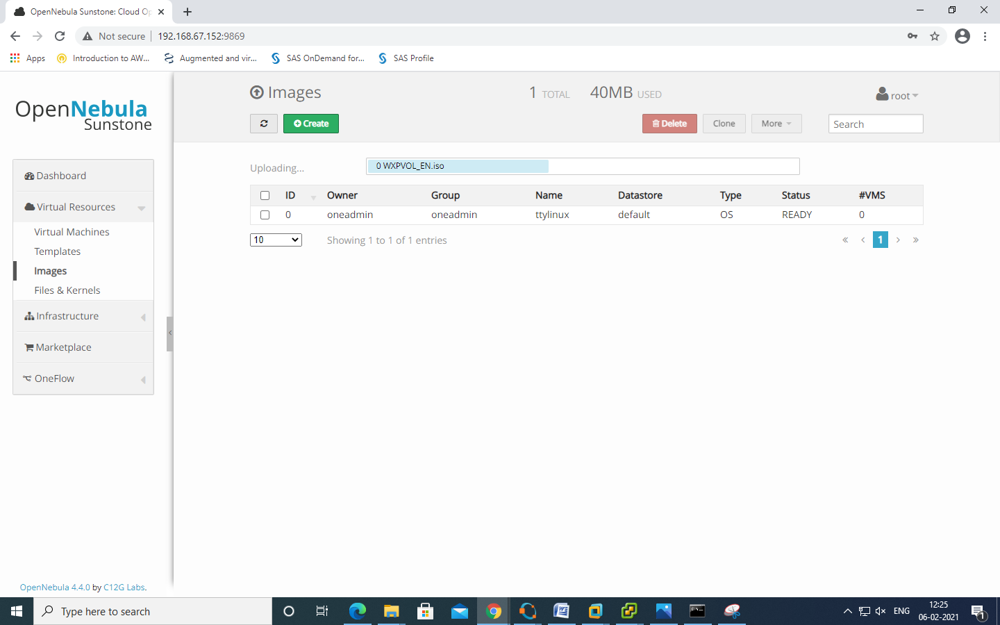 OpenNebula Sunstone: Cloud Op
Not secure 192.168.67.152:9869
Apps Introduction to AW... Augmented and vir... SAS OnDemand for... SAS Profile
OpenNebula
Sunstone
Dashboard
Virtual Resources
Virtual Machines
Templates
Images
Files & Kernels
Infrastructure
Marketplace
OneFlow
OpenNebula 4.4.0 by C12G Labs.
Images 1 TOTAL 40MB USED root
Create Delete Clone More Search
Uploading... 0 WXPVOL_EN.iso
ID Owner Group Name Datastore Type Status #VMS
0 oneadmin oneadmin ttylinux default OS READY 0
10 Showing 1 to 1 of 1 entries « ‹ 1 › »
Type here to search
ENG
12:25
06-02-2021
1